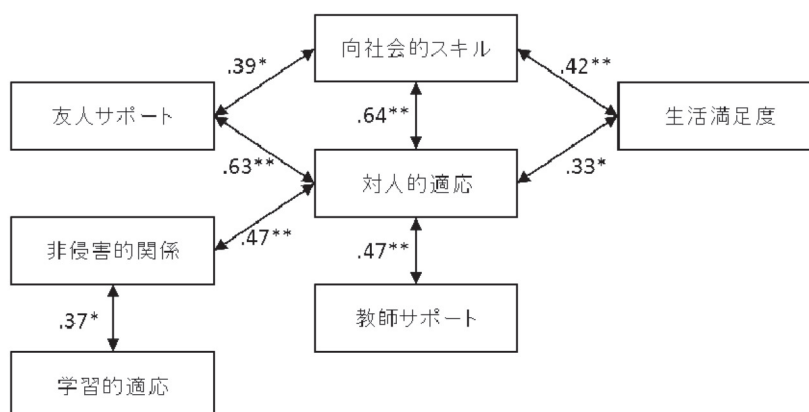 向社会的スキル
.39*
.42**
友人サポート
.64**
生活満足度
.63**
対人的適応
.33*
非侵害的関係
.47**
.47**
教師サポート
.37*
学習的適応